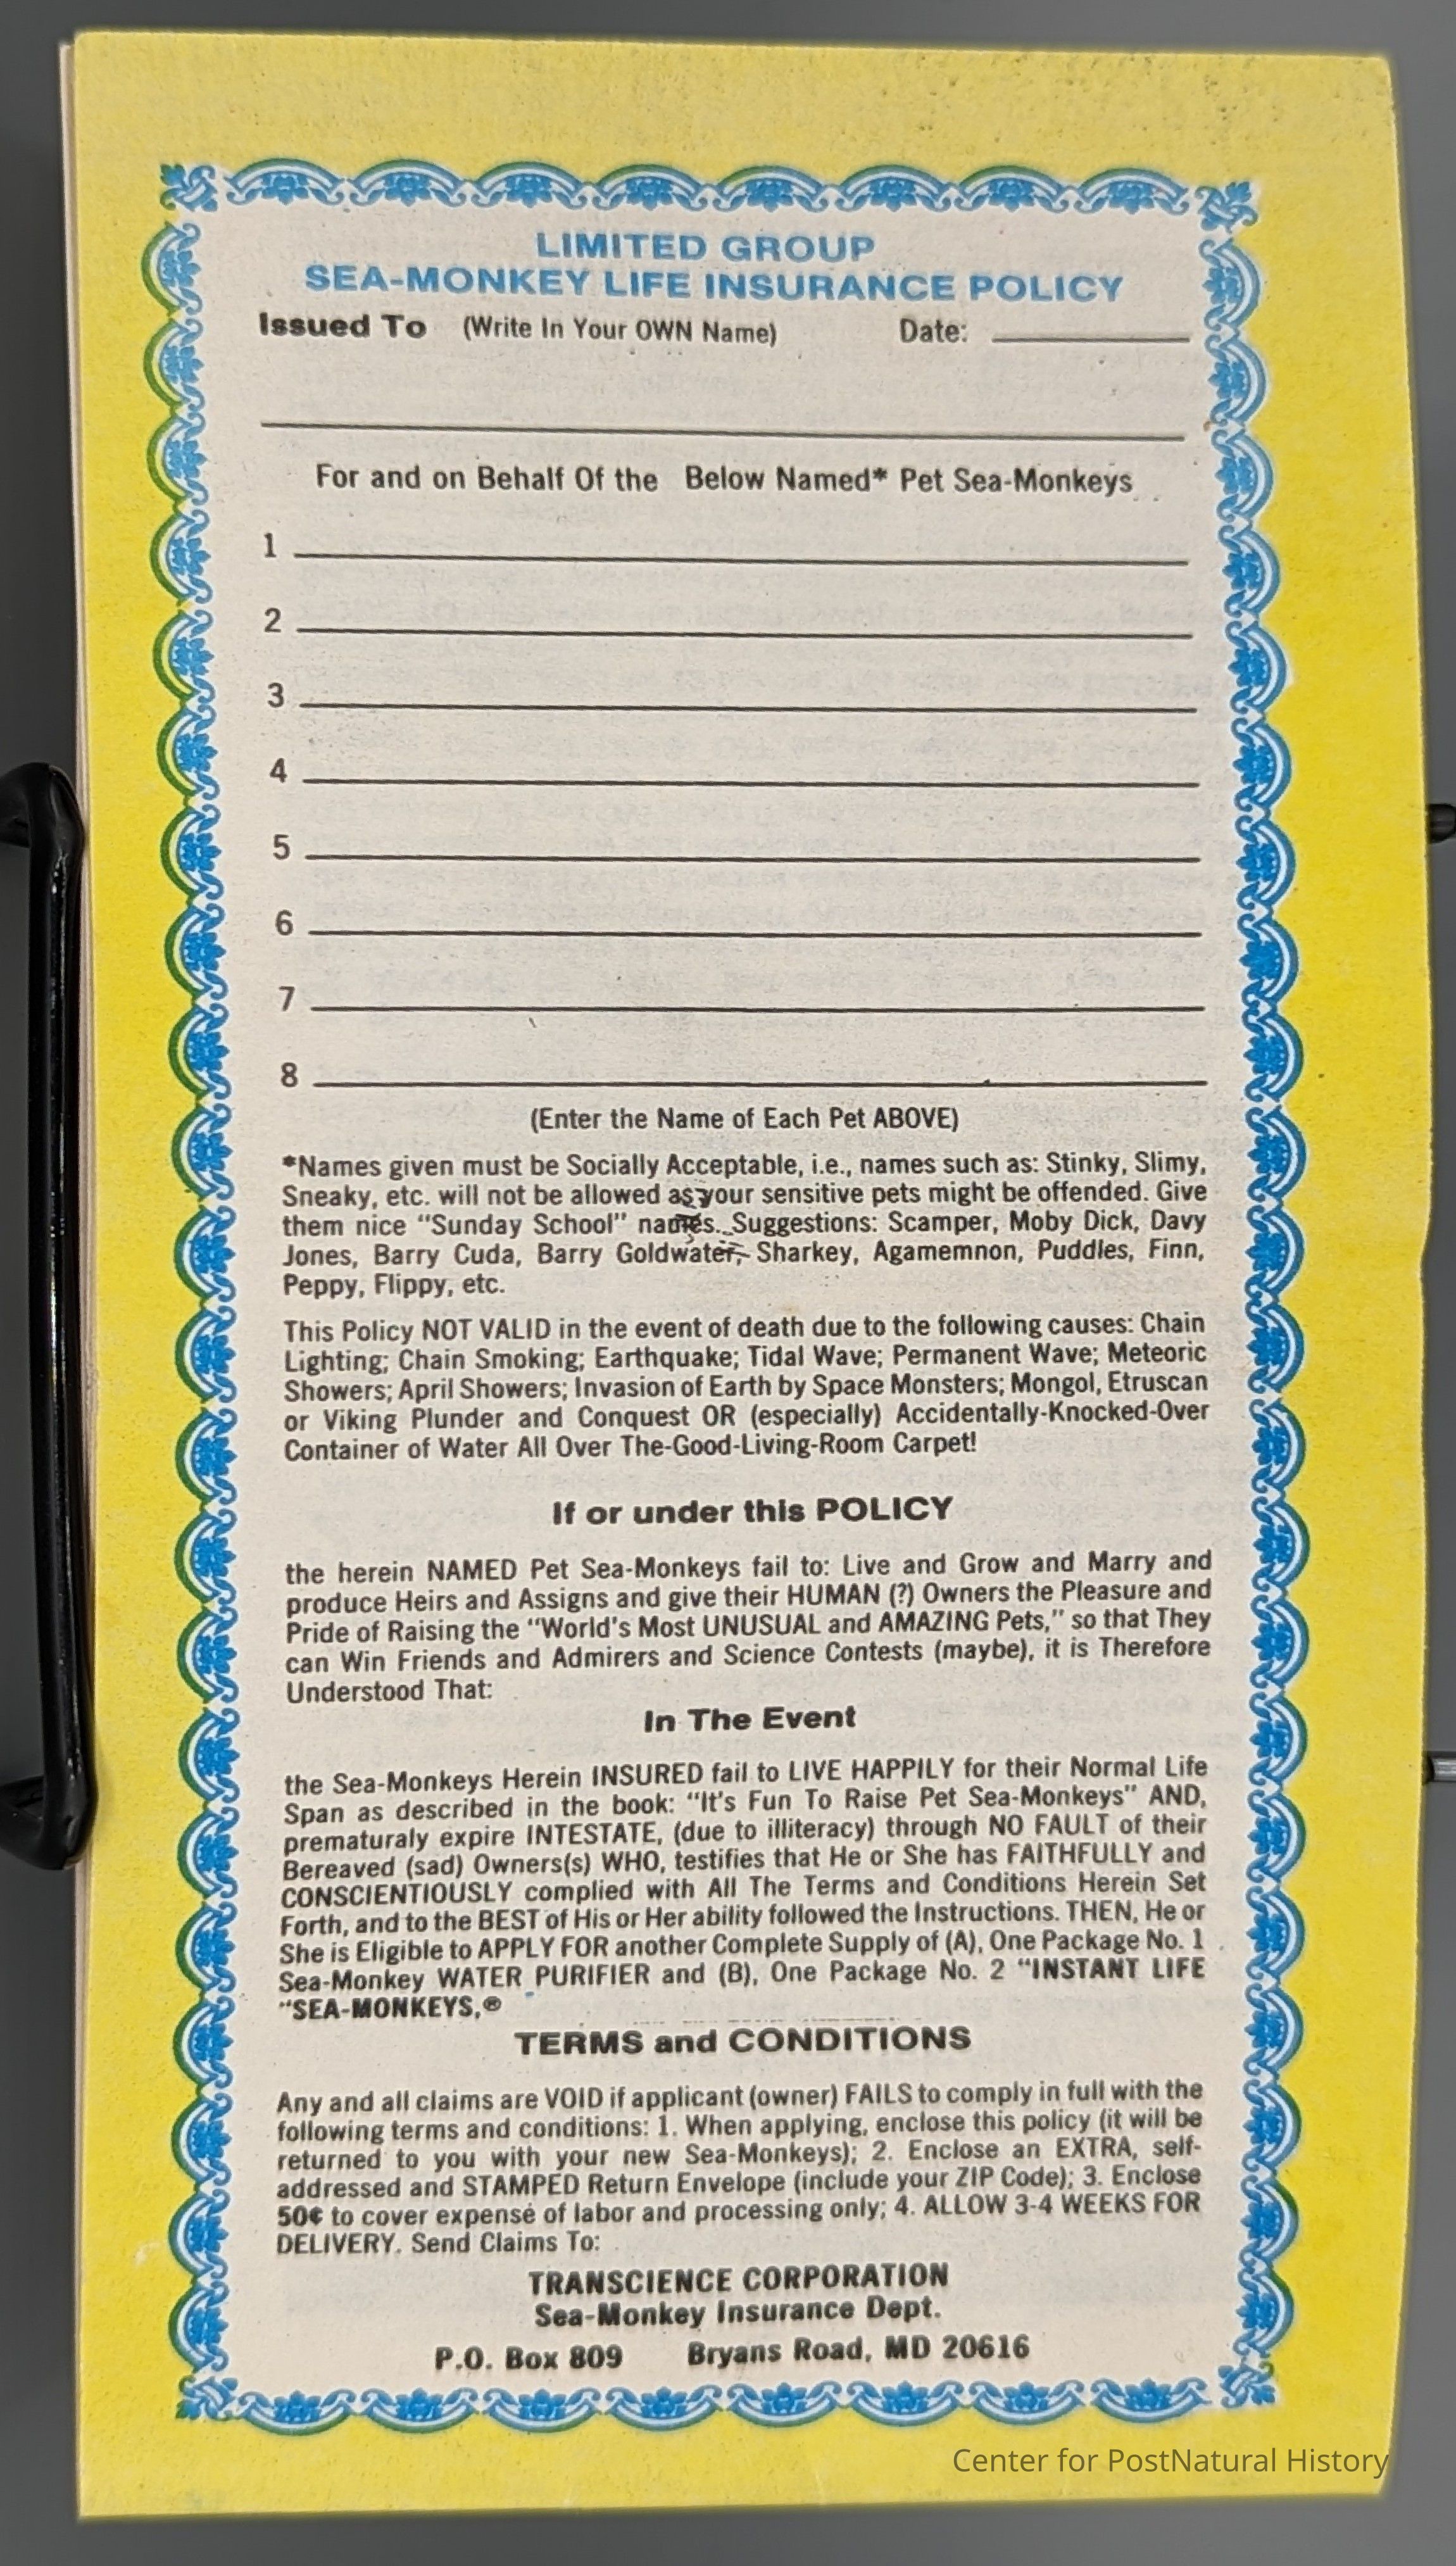 LIMITED GROUP
SEA-MONKEY LIFE INSURANCE POLICY
Issued To (Write In Your OWN Name) Date:
For and on Behalf Of the Below Named* Pet Sea-Monkeys
1
2
3
4
5
6
7
8
(Enter the Name of Each Pet ABOVE)
*Names given must be Socially Acceptable, i.e., names such as: Stinky, Slimy,
Sneaky, etc. will not be allowed as your sensitive pets might be offended. Give
them nice "Sunday School" names. Suggestions: Scamper, Moby Dick, Davy
Jones, Barry Cuda, Barry Goldwater, Sharkey, Agamemnon, Puddles, Finn,
Peppy, Flippy, etc.
This Policy NOT VALID in the event of death due to the following causes: Chain
Lighting; Chain Smoking; Earthquake; Tidal Wave; Permanent Wave; Meteoric
Showers; April Showers; Invasion of Earth by Space Monsters; Mongol, Etruscan
or Viking Plunder and Conquest OR (especially) Accidentally-Knocked-Over
Container of Water All Over The-Good-Living-Room Carpet!
If or under this POLICY
the herein NAMED Pet Sea-Monkeys fail to: Live and Grow and Marry and
produce Heirs and Assigns and give their HUMAN (?) Owners the Pleasure and
Pride of Raising the "World's Most UNUSUAL and AMAZING Pets," so that They
can Win Friends and Admirers and Science Contests (maybe), it is Therefore
Understood That:
In The Event
the Sea-Monkeys Herein INSURED fail to LIVE HAPPILY for their Normal Life
Span as described in the book: "It's Fun To Raise Pet Sea-Monkeys" AND,
prematuraly expire INTESTATE, (due to illiteracy) through NO FAULT of their
Bereaved (sad) Owners(s) WHO, testifies that He or She has FAITHFULLY and
CONSCIENTIOUSLY complied with All The Terms and Conditions Herein Set
Forth, and to the BEST of His or Her ability followed the Instructions. THEN, He or
She is Eligible to APPLY FOR another Complete Supply of (A), One Package No. 1
Sea-Monkey WATER PURIFIER and (B), One Package No. 2 "INSTANT LIFE
"SEA-MONKEYS,®
TERMS and CONDITIONS
Any and all claims are VOID if applicant (owner) FAILS to comply in full with the
following terms and conditions: 1. When applying, enclose this policy (it will be
returned to you with your new Sea-Monkeys); 2. Enclose an EXTRA, self-
addressed and STAMPED Return Envelope (include your ZIP Code); 3. Enclose
50¢ to cover expense of labor and processing only; 4. ALLOW 3-4 WEEKS FOR
DELIVERY. Send Claims To:
TRANSCIENCE CORPORATION
Sea-Monkey Insurance Dept.
P.O. Box 809 Bryans Road, MD 20616
Center for PostNatural History